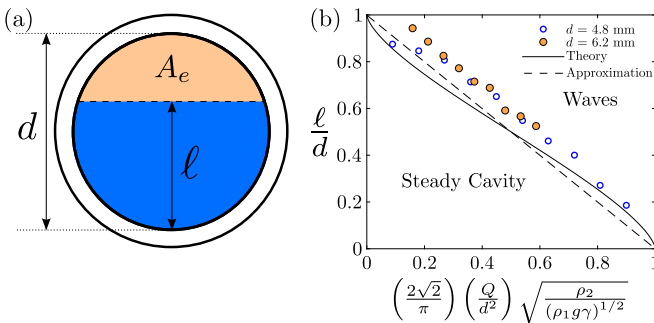 (a)
d
A_e
ℓ
(b)
d = 4.8 mm
d = 6.2 mm
Theory
Approximation
Waves
Steady Cavity
ℓ/d
1
0.8
0.6
0.4
0.2
0
0 0.2 0.4 0.6 0.8 1
(2√2/π) (Q/d²) √(ρ₂/(ρ₁gγ)^{1/2})